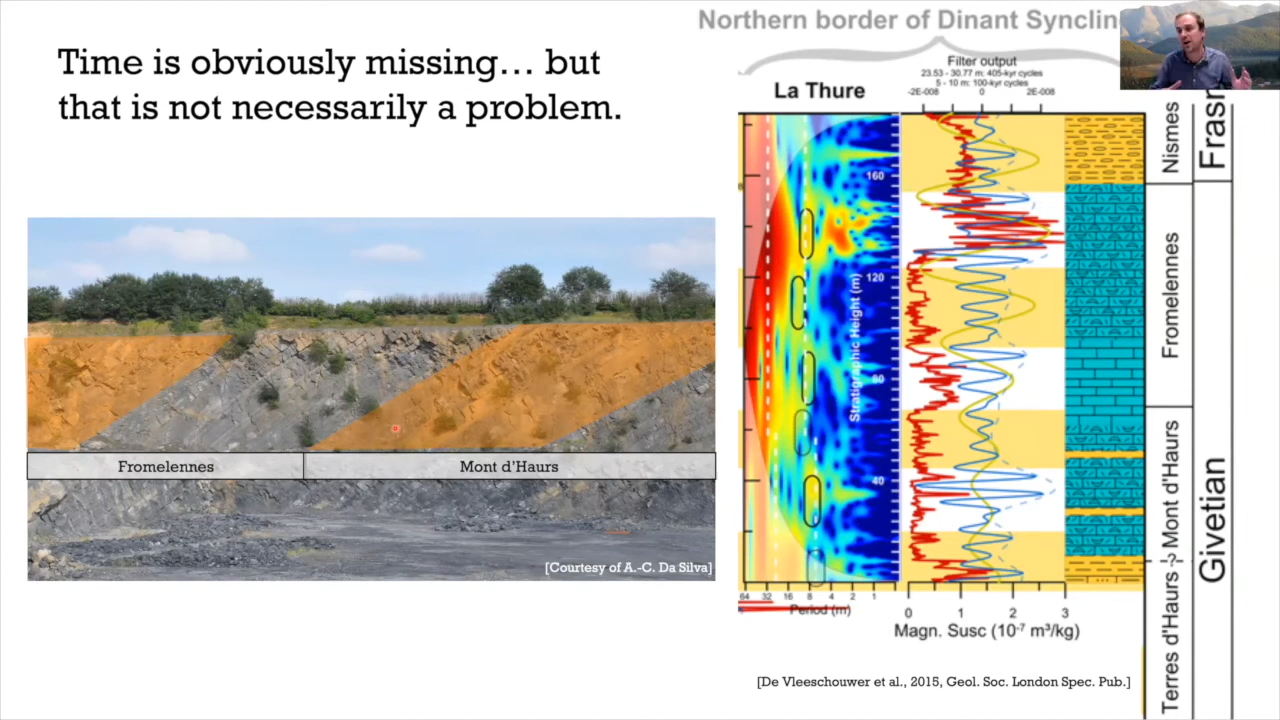 Time is obviously missing... but
that is not necessarily a problem.
Fromelennes
Mont d'Haurs
[Courtesy of A.-C. Da Silva]
Northern border of Dinant
La Thure
Filter output
23.53 - 30.77 m: 405-kyr cycles
5 - 10 m: 100-kyr cycles
-2E-008 0 2E-008
Stratigraphic Height (m)
160
120
80
40
64 32 16 8 4 2 1
Period (m)
0 1 2 3
Magn. Susc (10⁻⁷ m³/kg)
Nismes
Fromelennes
Mont d'Haurs
?
Terres d'Haurs
Givetian
[De Vleeschouwer et al., 2015, Geol. Soc. London Spec. Pub.]